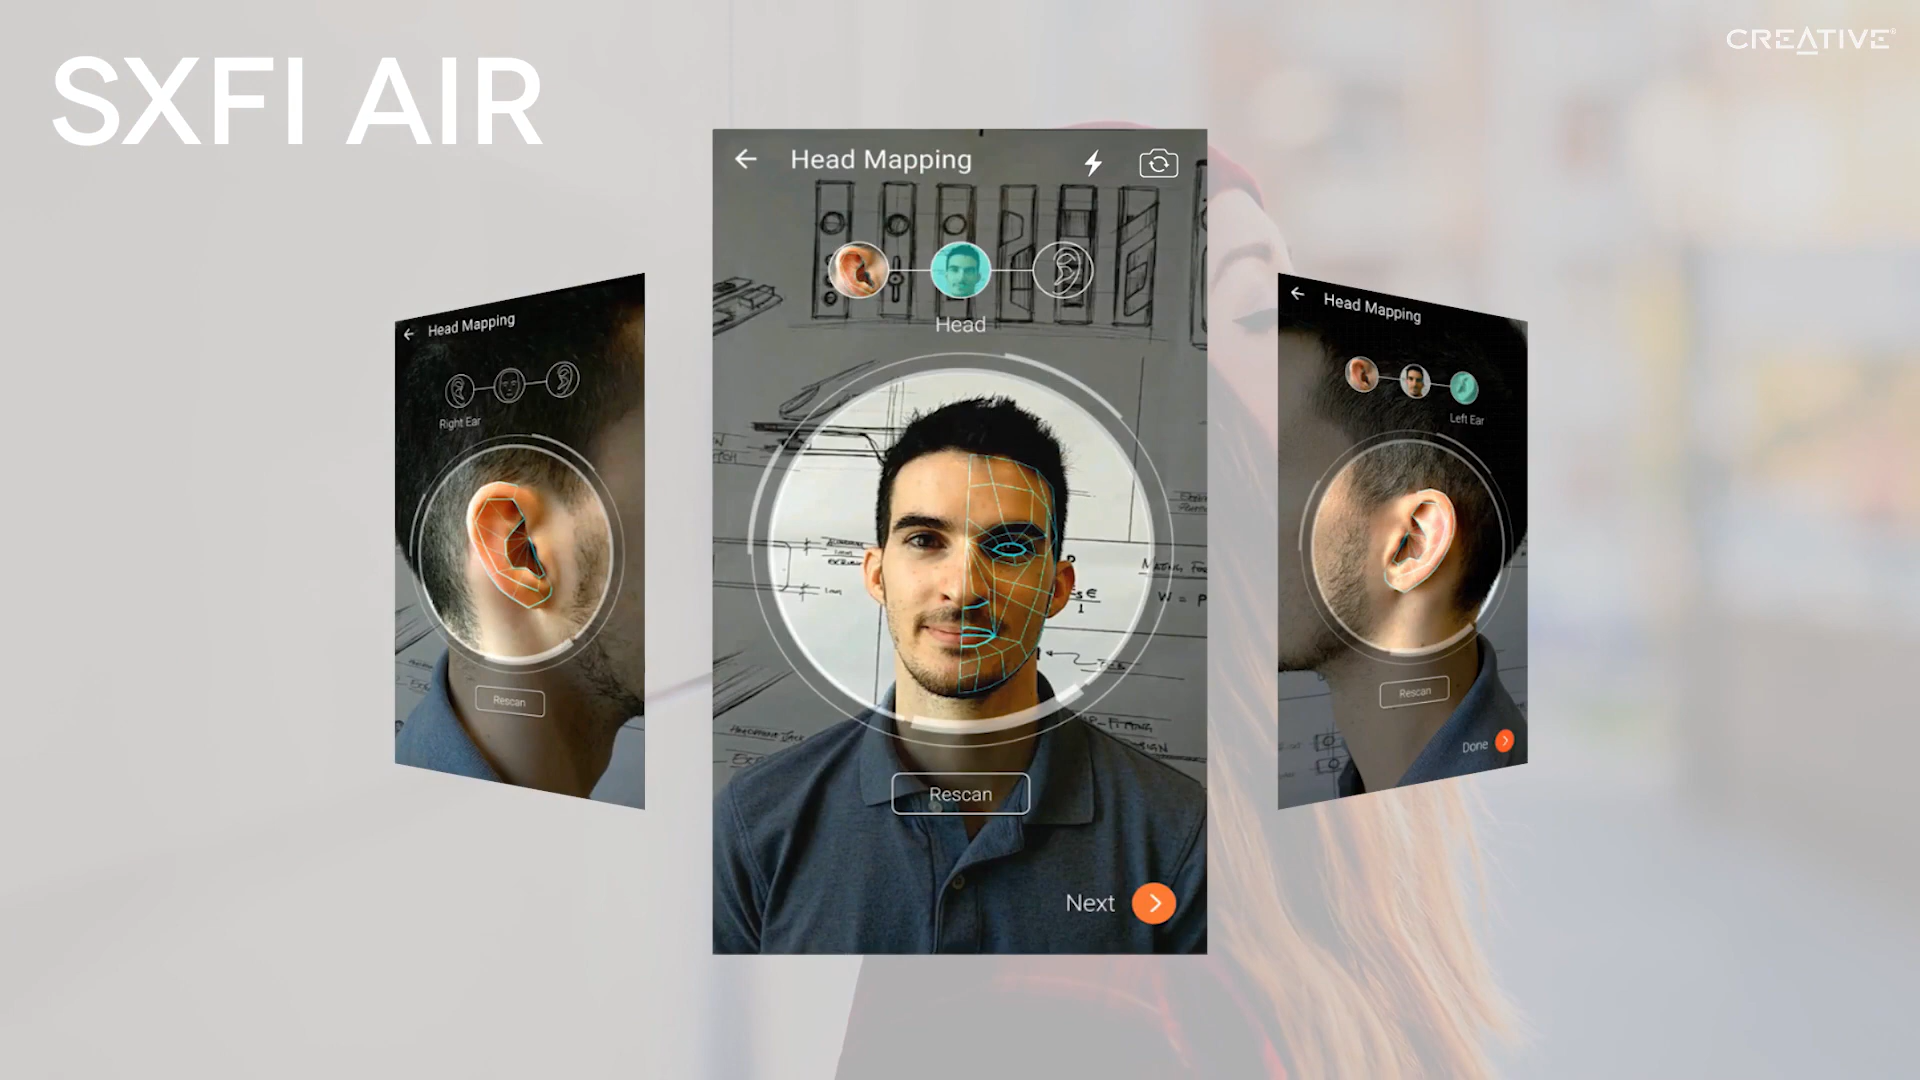 SXFI AIR
CREATIVE
Head Mapping
Right Ear
Rescan
Head Mapping
Head
Rescan
Next
Head Mapping
Left Ear
Rescan
Done